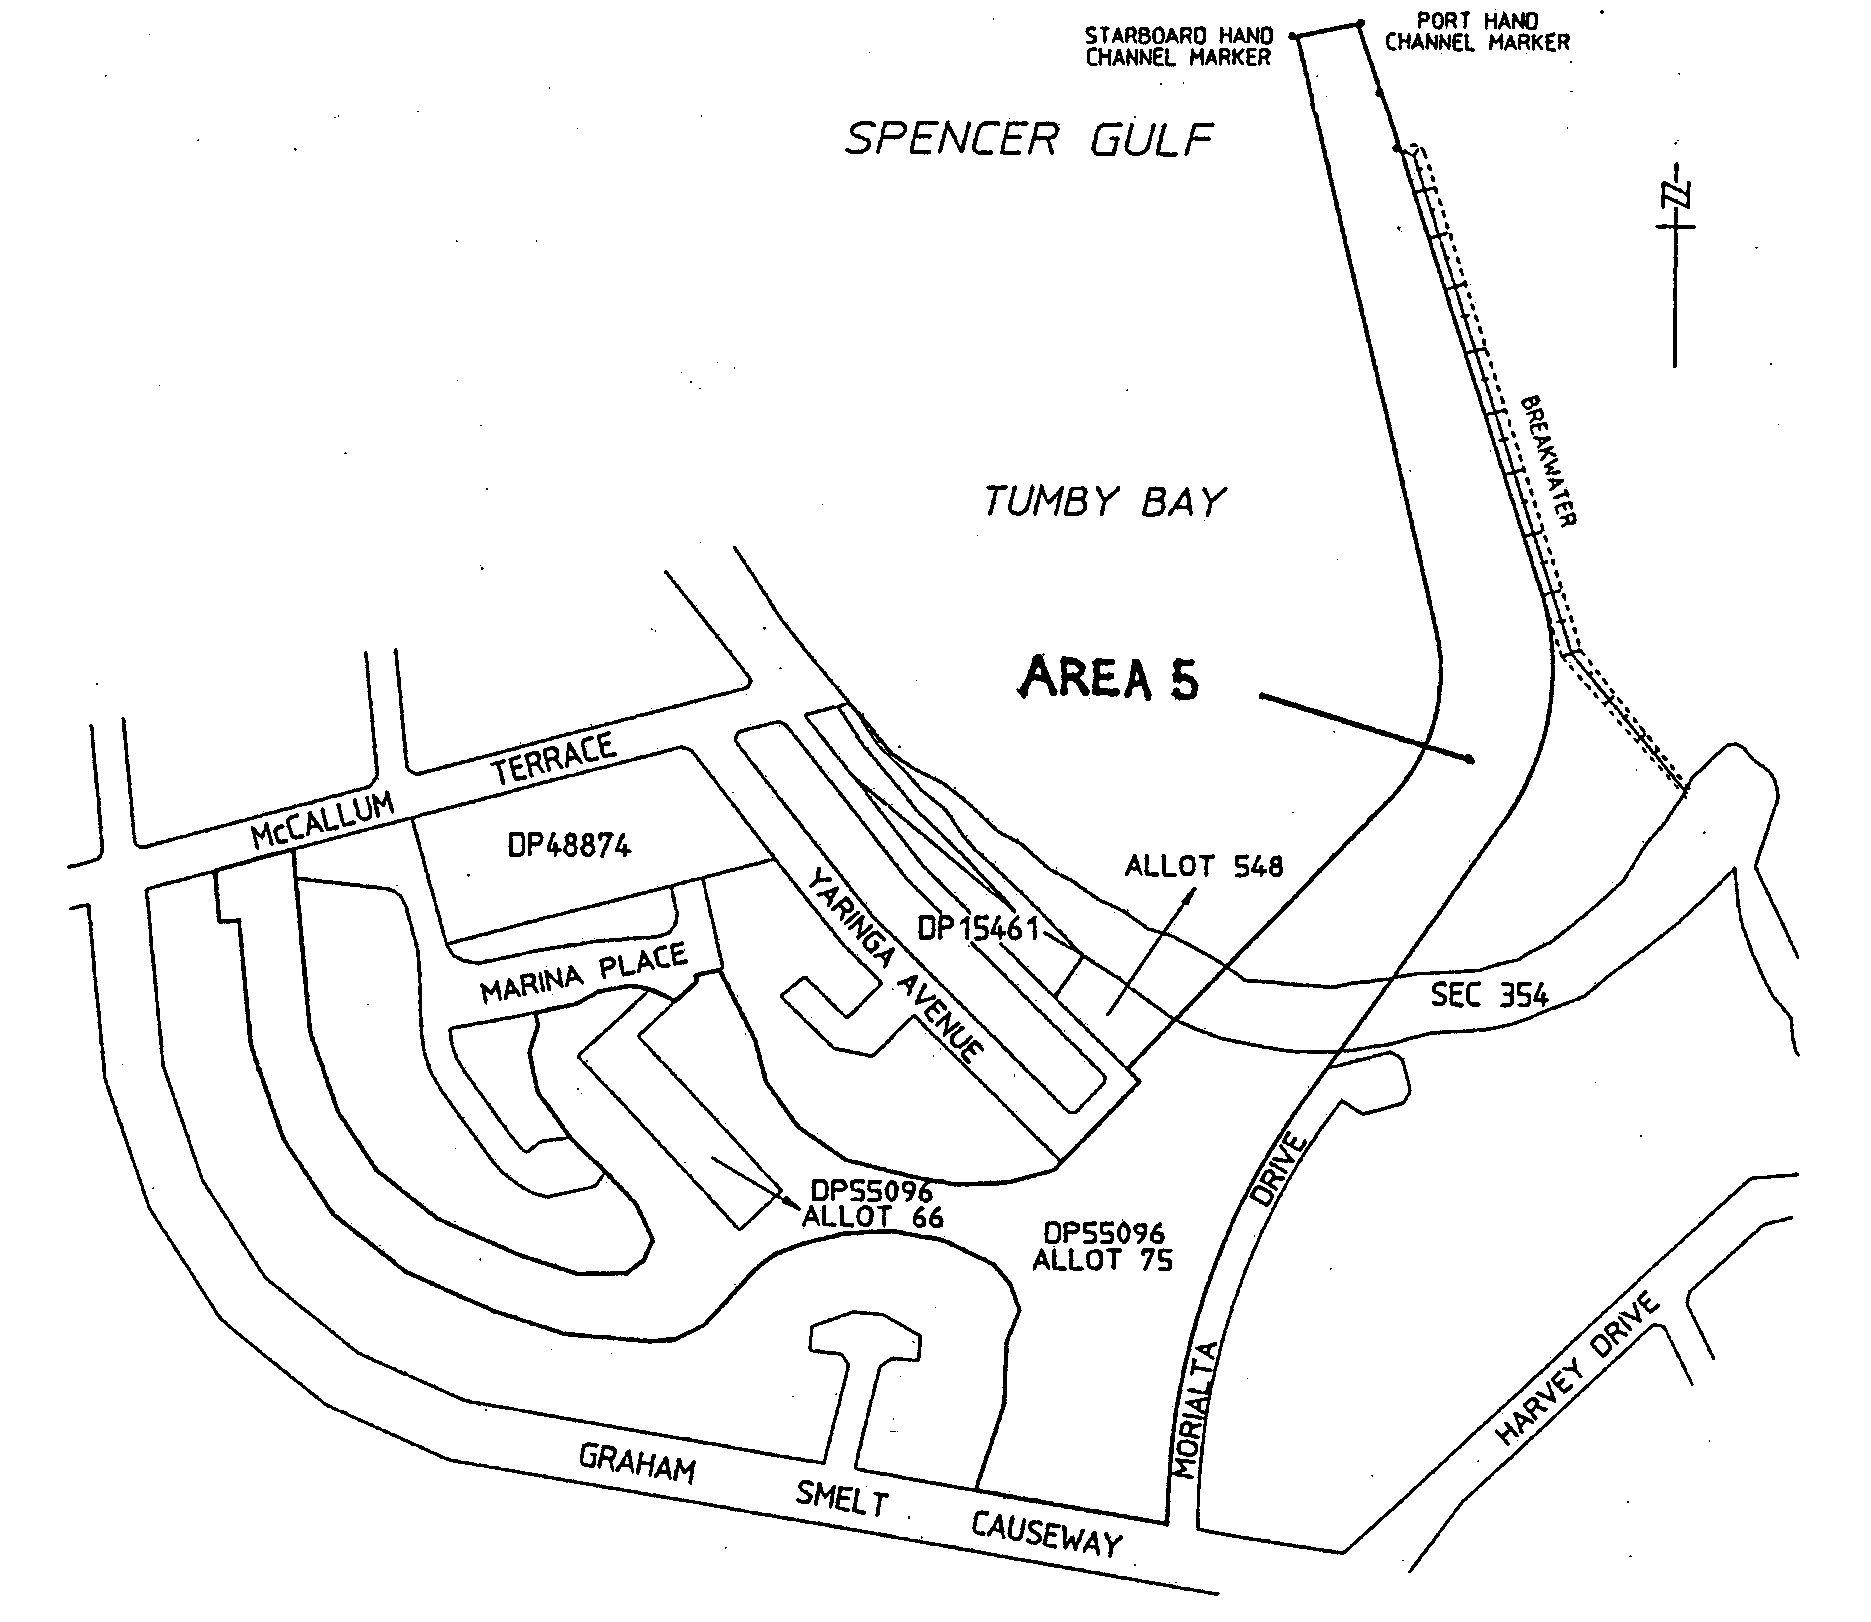 STARBOARD HAND
CHANNEL MARKER
PORT HAND
CHANNEL MARKER
SPENCER GULF
N
BREAKWATER
TUMBY BAY
AREA 5
McCALLUM TERRACE
DP48874
ALLOT 548
YARINGA AVENUE
DP15461
MARINA PLACE
SEC 354
DP55096
ALLOT 66
DP55096
ALLOT 75
MORIALTA DRIVE
HARVEY DRIVE
GRAHAM SMELT CAUSEWAY